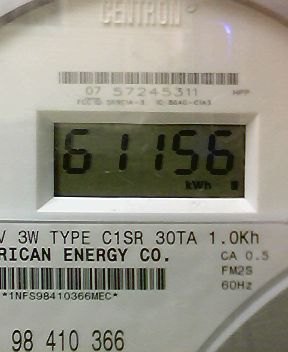 CENTRON
07 57245311 HPP
61156
kWh
V 3W TYPE C1SR 30TA 1.0Kh
RICAN ENERGY CO. CA 0.5
FM2S
*1NFS98410366MEC* 60Hz
98 410 366